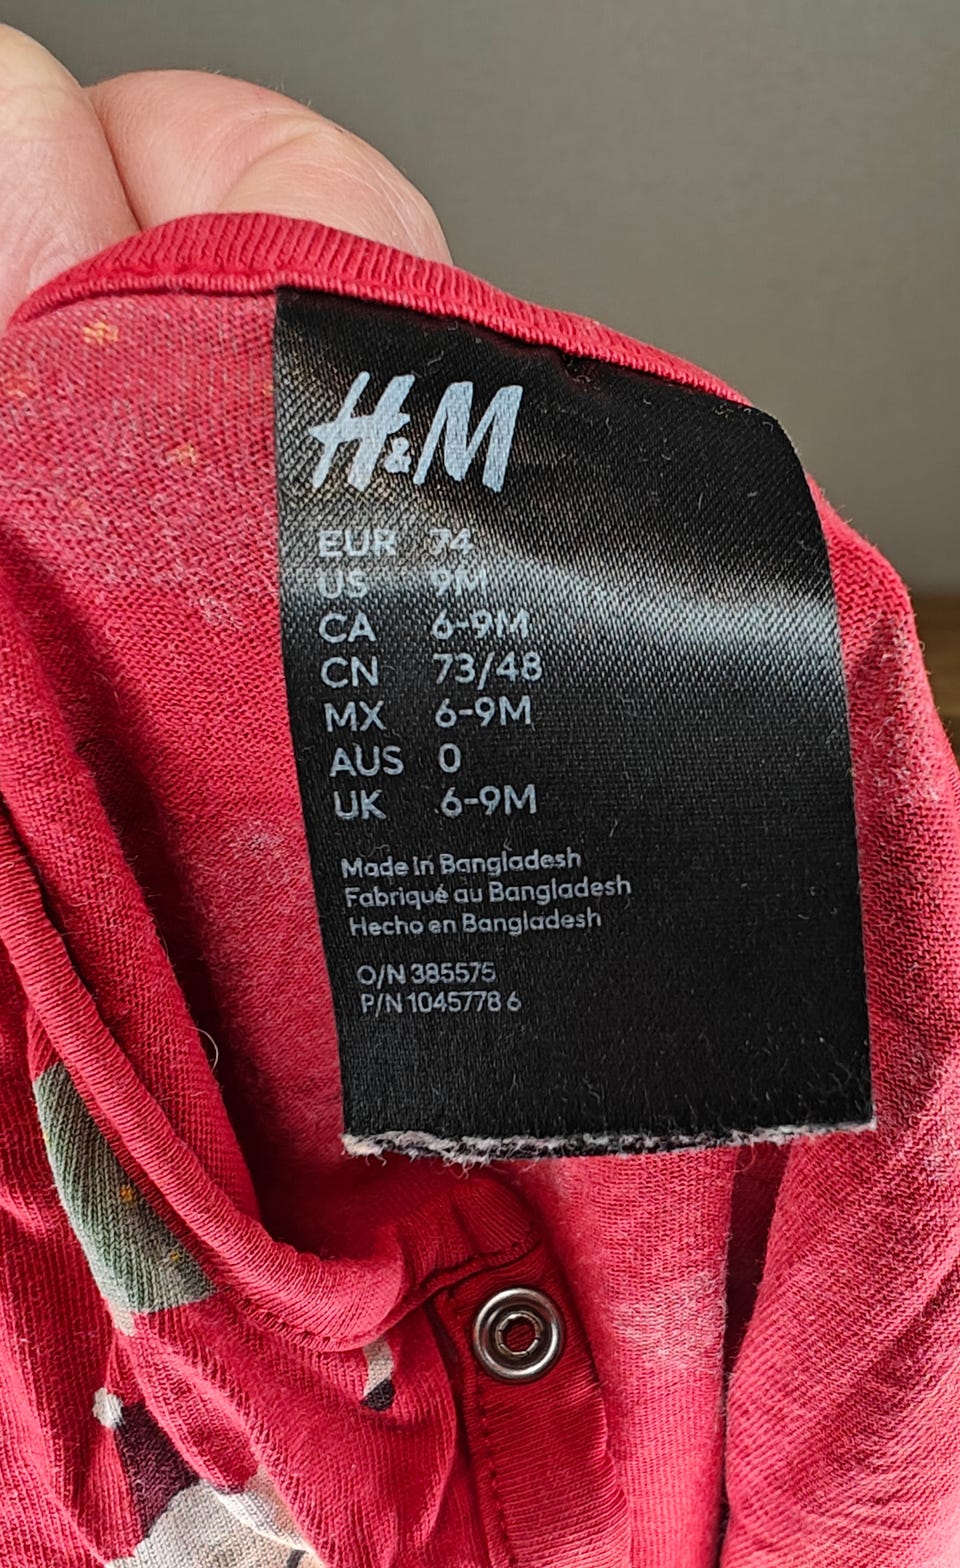 H&M
EUR 74
US 9M
CA 6-9M
CN 73/48
MX 6-9M
AUS 0
UK 6-9M
Made in Bangladesh
Fabriqué au Bangladesh
Hecho en Bangladesh
O/N 385575
P/N 1045778 6